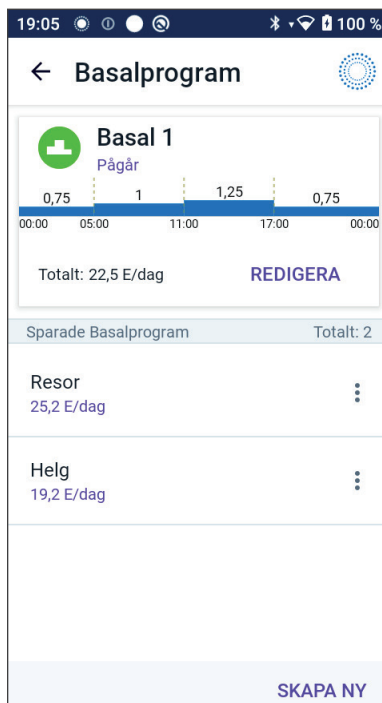 19:05 100 %
Basalprogram
Basal 1
Pågår
0,75 1 1,25 0,75
00:00 05:00 11:00 17:00 00:00
Totalt: 22,5 E/dag REDIGERA
Sparade Basalprogram Totalt: 2
Resor
25,2 E/dag
Helg
19,2 E/dag
SKAPA NY